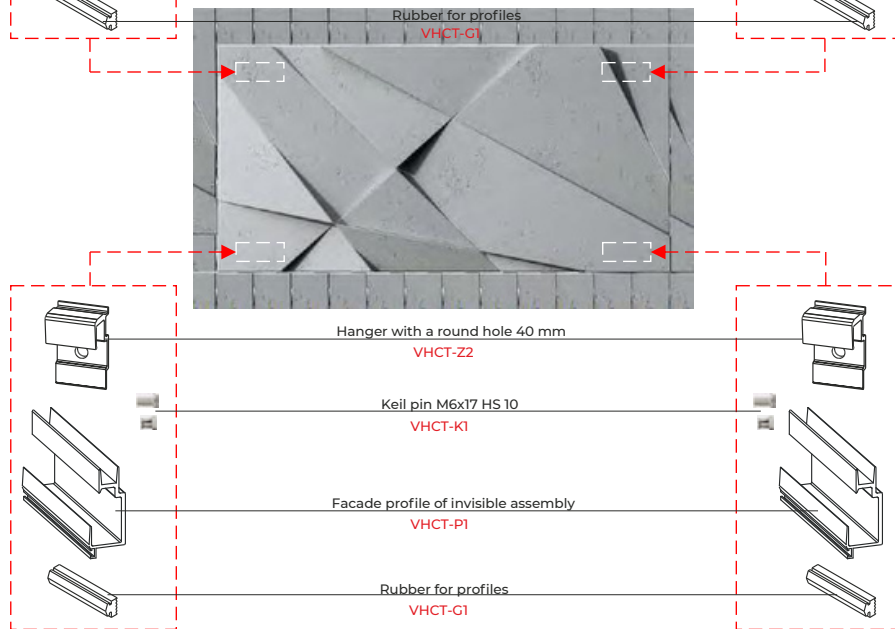 Rubber for profiles
VHCT-G1
Hanger with a round hole 40 mm
VHCT-Z2
Keil pin M6x17 HS 10
VHCT-K1
Facade profile of invisible assembly
VHCT-P1
Rubber for profiles
VHCT-G1